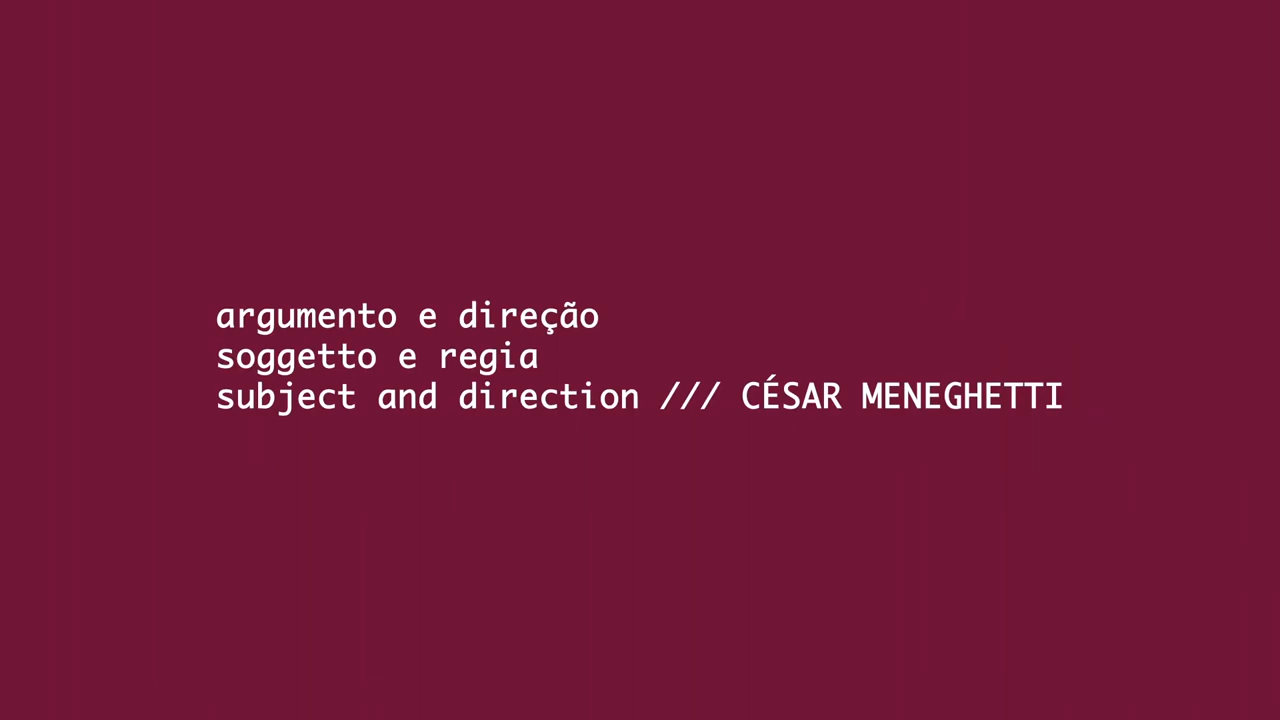 argumento e direção
soggetto e regia
subject and direction /// CÉSAR MENEGHETTI